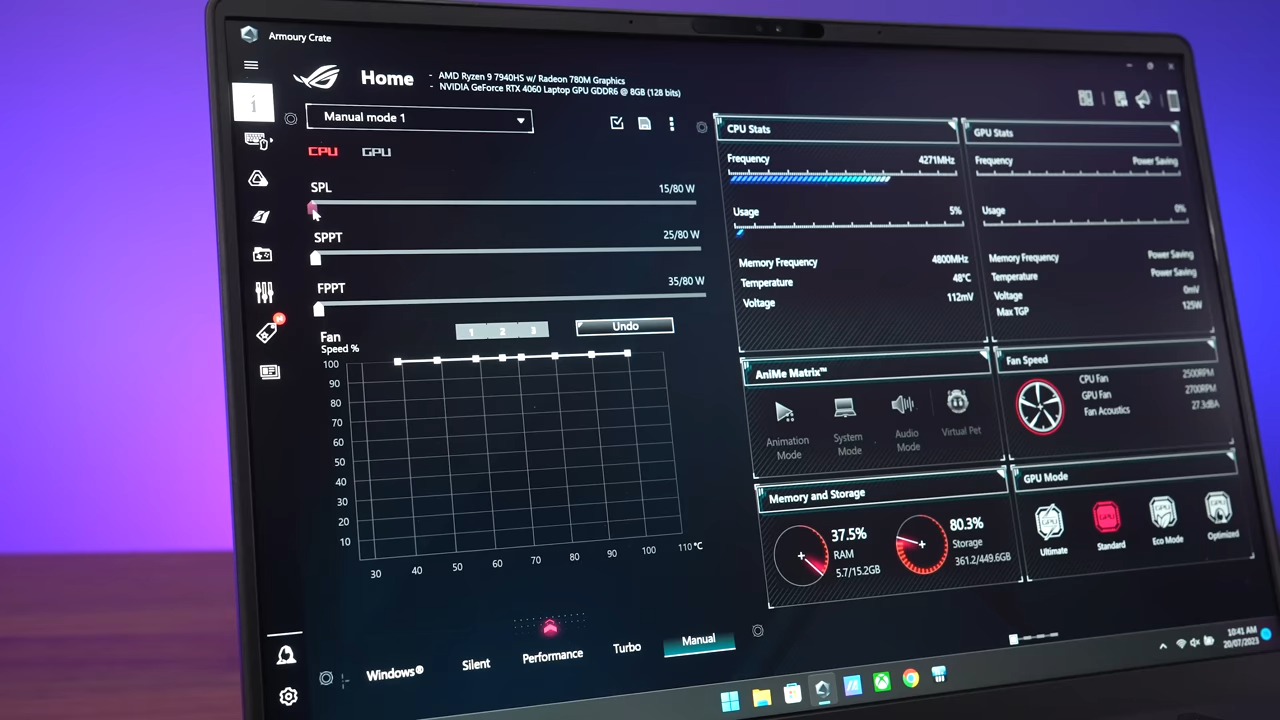 Armoury Crate
Home
- AMD Ryzen 9 7940HS w/ Radeon 780M Graphics
- NVIDIA GeForce RTX 4060 Laptop GPU GDDR6 @ 8GB (128 bits)
Manual mode 1
CPU GPU
SPL 15/80 W
SPPT 25/80 W
FPPT 35/80 W
Fan
Speed %
1 2 3
Undo
100
90
80
70
60
50
40
30
20
10
30 40 50 60 70 80 90 100 110 °C
Windows® Silent Performance Turbo Manual
CPU Stats
Frequency 4271MHz
Usage 5%
Memory Frequency 4800MHz
Temperature 48°C
Voltage 112mV
GPU Stats
Frequency Power Saving
Usage 0%
Memory Frequency Power Saving
Temperature Power Saving
Voltage 0mV
Max TGP 125W
AniMe Matrix™
Animation Mode
System Mode
Audio Mode
Virtual Pet
Fan Speed
CPU Fan 2500RPM
GPU Fan 2700RPM
Fan Acoustics 27.3dBA
Memory and Storage
37.5%
RAM
5.7/15.2GB
80.3%
Storage
361.2/449.6GB
GPU Mode
Ultimate
Standard
Eco Mode
Optimized
10:41 AM
20/07/2023